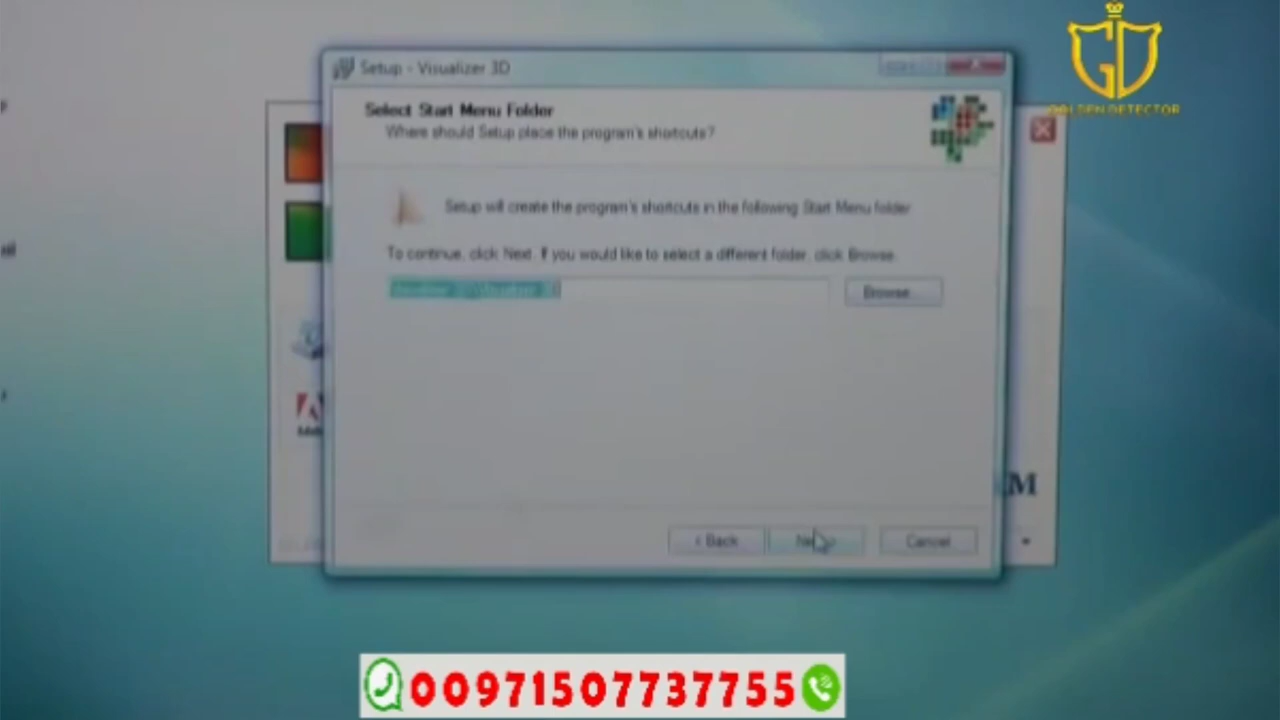 Setup - Visualizer 3D
GOLDEN DETECTOR
Select Start Menu Folder
Where should Setup place the program's shortcuts?
Setup will create the program's shortcuts in the following Start Menu folder.
To continue, click Next. If you would like to select a different folder, click Browse.
Browse...
M
< Back
Cancel
00971507737755